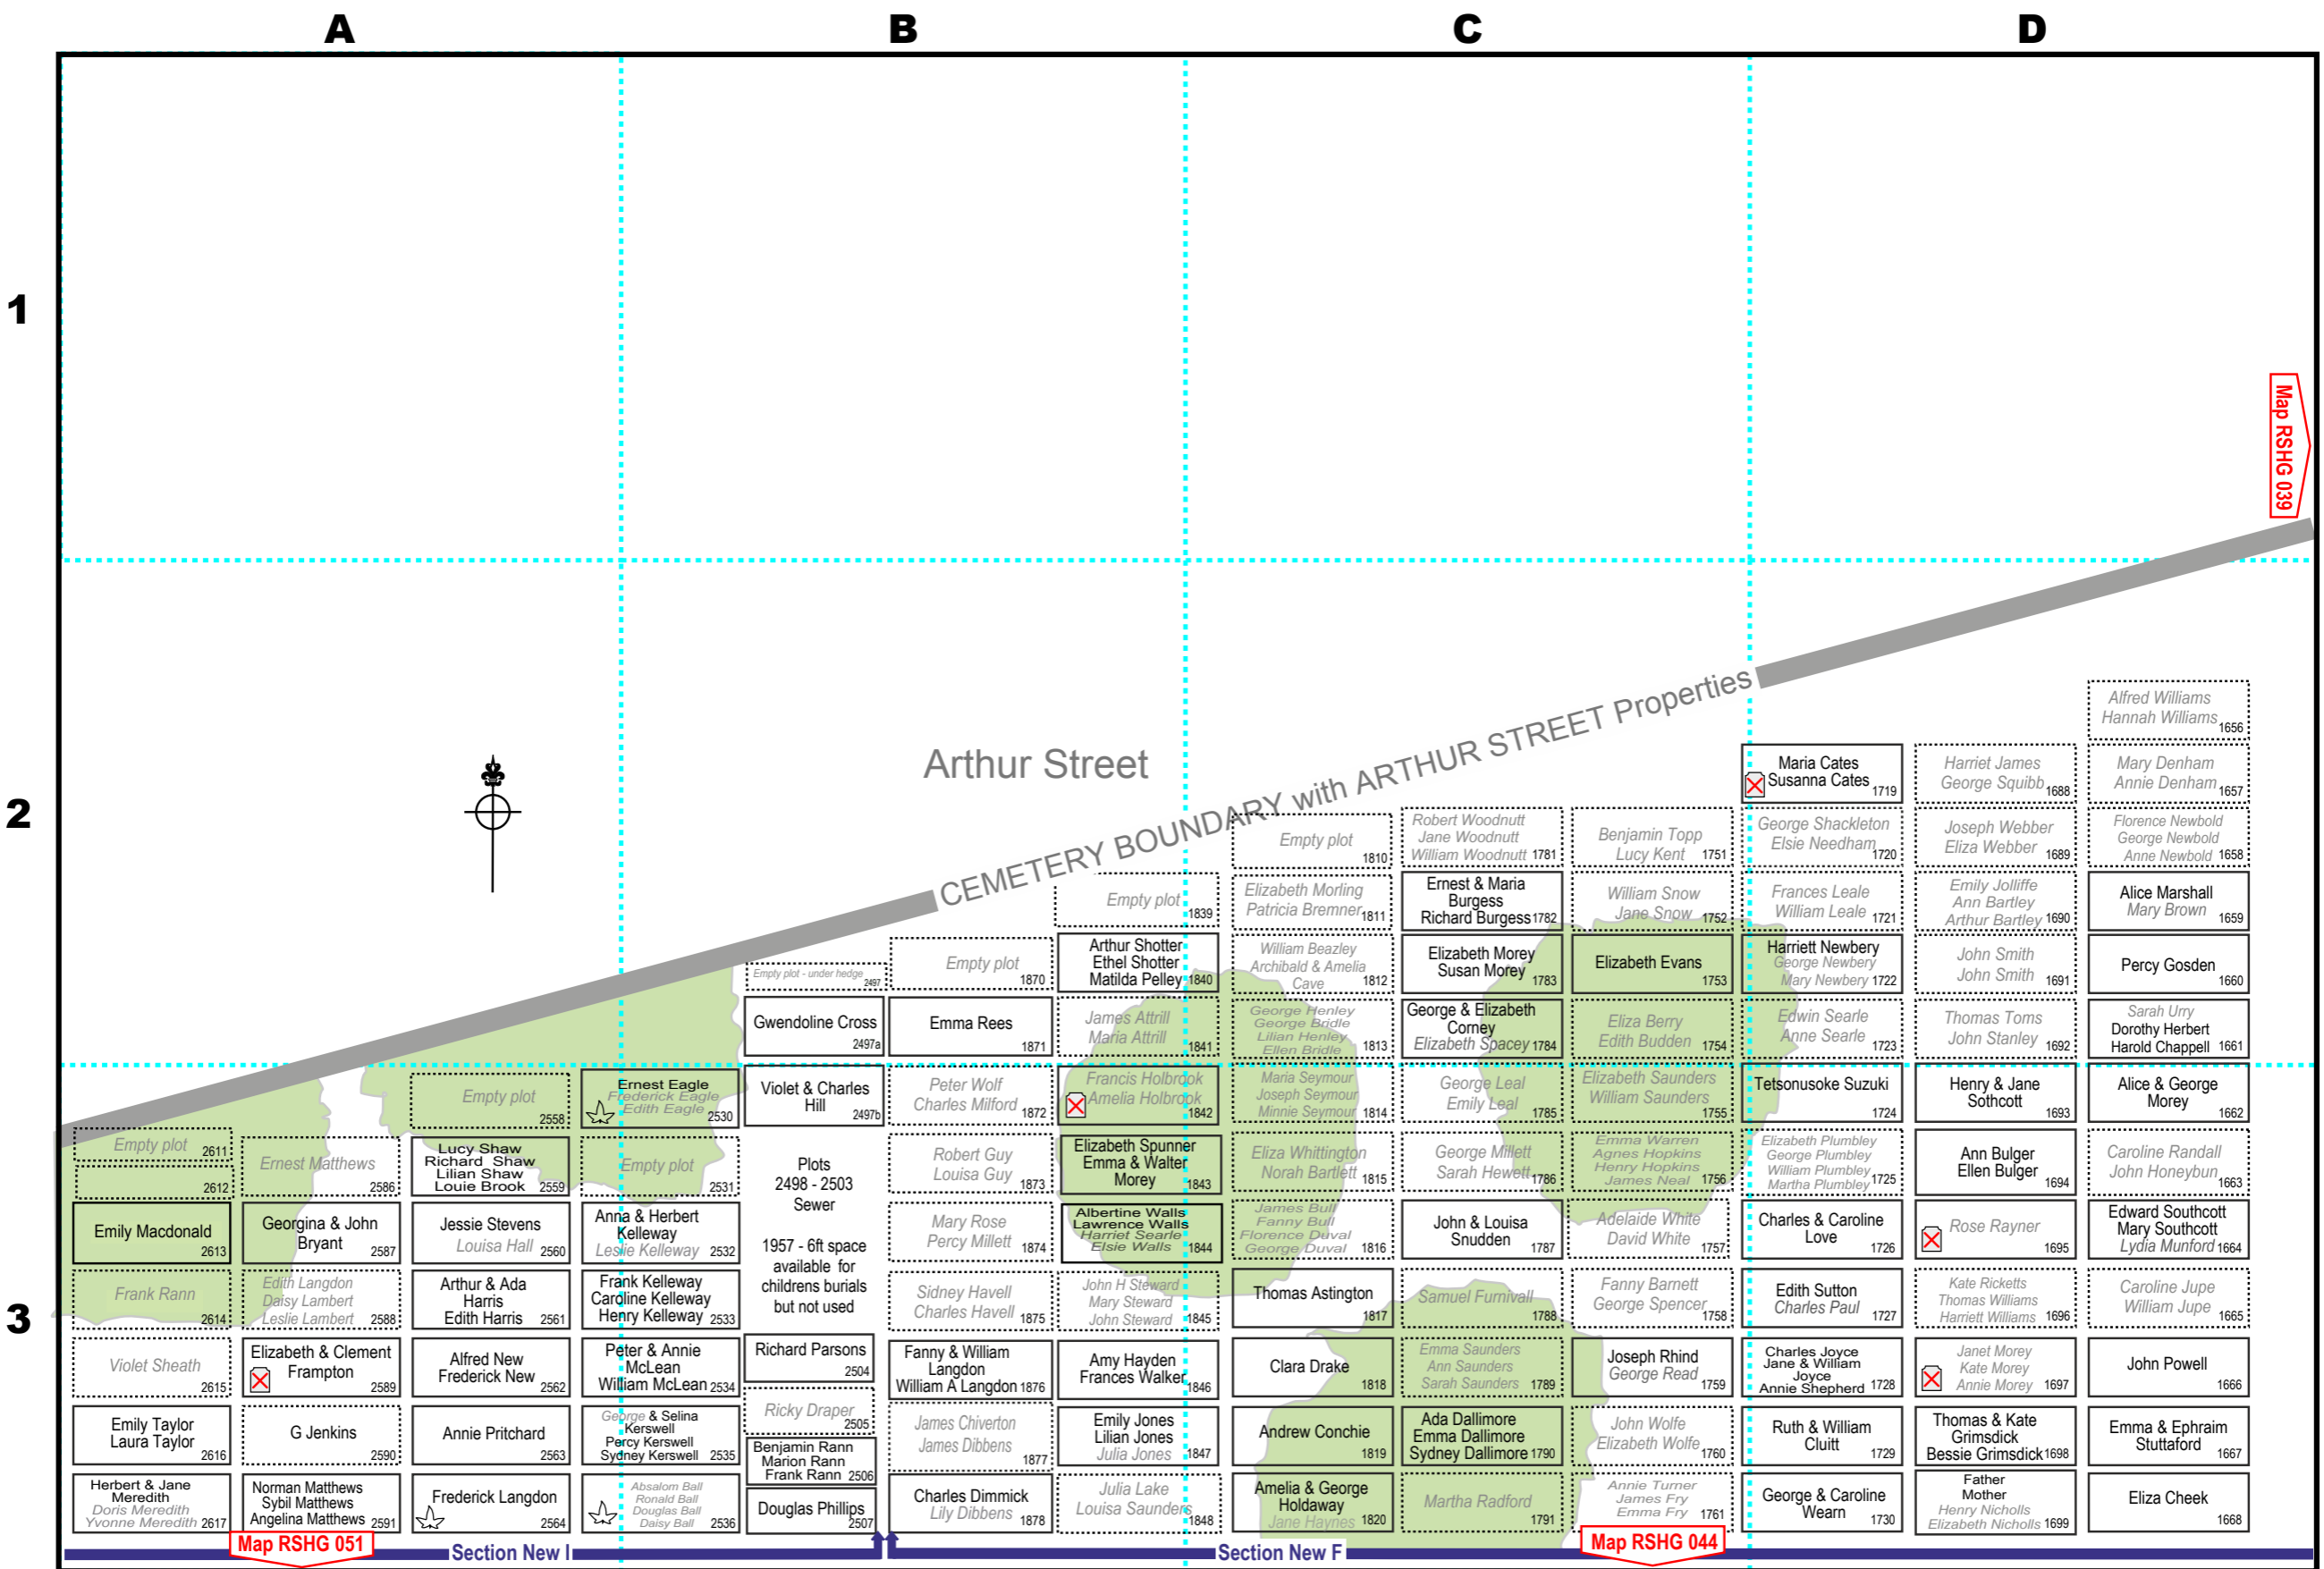 A
B
C
D
1
2
3
Map RSHG 039
Arthur Street
CEMETERY BOUNDARY with ARTHUR STREET Properties
Alfred Williams
Hannah Williams 1656
Maria Cates
Susanna Cates 1719
Harriet James
George Squibb 1688
Mary Denham
Annie Denham 1657
Empty plot
1810
Robert Woodnutt
Jane Woodnutt
William Woodnutt 1781
Benjamin Topp
Lucy Kent 1751
George Shackleton
Elsie Needham 1720
Joseph Webber
Eliza Webber 1689
Florence Newbold
George Newbold
Anne Newbold 1658
Empty plot
1839
Elizabeth Morling
Patricia Bremner 1811
Ernest & Maria
Burgess
Richard Burgess 1782
William Snow
Jane Snow 1752
Frances Leale
William Leale 1721
Emily Jolliffe
Ann Bartley
Arthur Bartley 1690
Alice Marshall
Mary Brown 1659
Empty plot - under hedge
2497
Empty plot
1870
Arthur Shotter
Ethel Shotter
Matilda Pelley 1840
William Beazley
Archibald & Amelia
Cave 1812
Elizabeth Morey
Susan Morey 1783
Elizabeth Evans
1753
Harriett Newbery
George Newbery
Mary Newbery 1722
John Smith
John Smith 1691
Percy Gosden
1660
Gwendoline Cross
2497a
Emma Rees
1871
James Attrill
Maria Attrill 1841
George Henley
George Bridle
Lilian Henley
Ellen Bridle 1813
George & Elizabeth
Corney
Elizabeth Spacey 1784
Eliza Berry
Edith Budden 1754
Edwin Searle
Anne Searle 1723
Thomas Toms
John Stanley 1692
Sarah Urry
Dorothy Herbert
Harold Chappell 1661
Empty plot
2558
Ernest Eagle
Frederick Eagle
Edith Eagle 2530
Violet & Charles
Hill
2497b
Peter Wolf
Charles Milford 1872
Francis Holbrook
Amelia Holbrook
1842
Maria Seymour
Joseph Seymour
Minnie Seymour 1814
George Leal
Emily Leal 1785
Elizabeth Saunders
William Saunders
1755
Tetsonusoke Suzuki
1724
Henry & Jane
Sothcott
1693
Alice & George
Morey
1662
Empty plot 2611
2612
Ernest Matthews
2586
Lucy Shaw
Richard Shaw
Lilian Shaw
Louie Brook 2559
Empty plot
2531
Plots
2498 - 2503
Sewer
1957 - 6ft space
available for
childrens burials
but not used
Robert Guy
Louisa Guy 1873
Elizabeth Spunner
Emma & Walter
Morey 1843
Eliza Whittington
Norah Bartlett 1815
George Millett
Sarah Hewett 1786
Emma Warren
Agnes Hopkins
Henry Hopkins
James Neal 1756
Elizabeth Plumbley
George Plumbley
William Plumbley
Martha Plumbley 1725
Ann Bulger
Ellen Bulger
1694
Caroline Randall
John Honeybun 1663
Emily Macdonald
2613
Georgina & John
Bryant
2587
Jessie Stevens
Louisa Hall 2560
Anna & Herbert
Kelleway
Leslie Kelleway 2532
Mary Rose
Percy Millett 1874
Albertine Walls
Lawrence Walls
Harriet Searle
Elsie Walls 1844
James Bull
Fanny Bull
Florence Duval
George Duval 1816
John & Louisa
Snudden
1787
Adelaide White
David White 1757
Charles & Caroline
Love
1726
Rose Rayner
1695
Edward Southcott
Mary Southcott
Lydia Munford 1664
Frank Rann
2614
Edith Langdon
Daisy Lambert
Leslie Lambert 2588
Arthur & Ada
Harris
Edith Harris 2561
Frank Kelleway
Caroline Kelleway
Henry Kelleway 2533
Sidney Havell
Charles Havell 1875
John H Steward
Mary Steward
John Steward 1845
Thomas Astington
1817
Samuel Furnivall
1788
Fanny Barnett
George Spencer
1758
Edith Sutton
Charles Paul 1727
Kate Ricketts
Thomas Williams
Harriett Williams 1696
Caroline Jupe
William Jupe
1665
Violet Sheath
2615
Elizabeth & Clement
Frampton
2589
Alfred New
Frederick New 2562
Peter & Annie
McLean
William McLean 2534
Richard Parsons
2504
Fanny & William
Langdon
William A Langdon 1876
Amy Hayden
Frances Walker 1846
Clara Drake
1818
Emma Saunders
Ann Saunders
Sarah Saunders 1789
Joseph Rhind
George Read 1759
Charles Joyce
Jane & William
Joyce
Annie Shepherd 1728
Janet Morey
Kate Morey
Annie Morey 1697
John Powell
1666
Emily Taylor
Laura Taylor
2616
G Jenkins
2590
Annie Pritchard
2563
George & Selina
Kerswell
Percy Kerswell
Sydney Kerswell 2535
Ricky Draper
2505
Benjamin Rann
Marion Rann
Frank Rann 2506
James Chiverton
James Dibbens
1877
Emily Jones
Lilian Jones
Julia Jones 1847
Andrew Conchie
1819
Ada Dallimore
Emma Dallimore
Sydney Dallimore 1790
John Wolfe
Elizabeth Wolfe 1760
Ruth & William
Cluitt
1729
Thomas & Kate
Grimsdick
Bessie Grimsdick 1698
Emma & Ephraim
Stuttaford
1667
Herbert & Jane
Meredith
Doris Meredith
Yvonne Meredith 2617
Norman Matthews
Sybil Matthews
Angelina Matthews 2591
Frederick Langdon
2564
Absalom Ball
Ronald Ball
Douglas Ball
Daisy Ball 2536
Douglas Phillips
2507
Charles Dimmick
Lily Dibbens 1878
Julia Lake
Louisa Saunders
1848
Amelia & George
Holdaway
Jane Haynes 1820
Martha Radford
1791
Annie Turner
James Fry
Emma Fry 1761
George & Caroline
Wearn
1730
Father
Mother
Henry Nicholls
Elizabeth Nicholls 1699
Eliza Cheek
1668
Map RSHG 051
Section New I
Section New F
Map RSHG 044